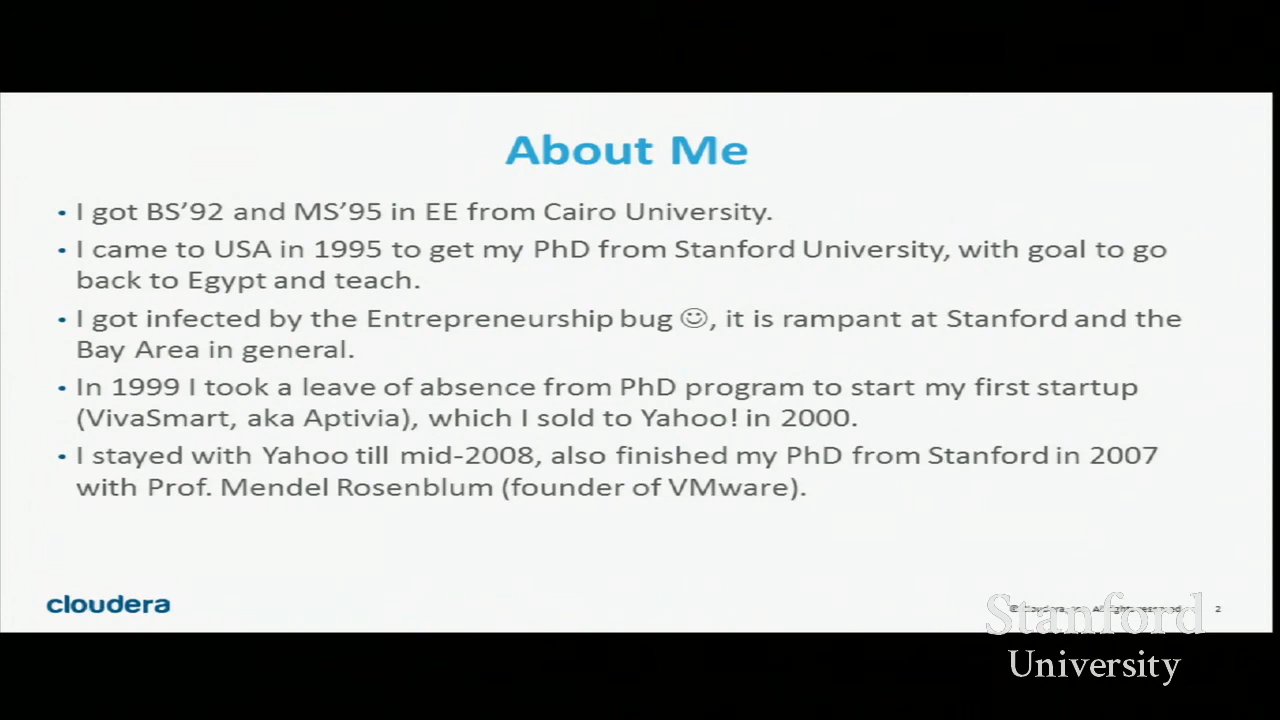 About Me
• I got BS’92 and MS’95 in EE from Cairo University.
• I came to USA in 1995 to get my PhD from Stanford University, with goal to go
back to Egypt and teach.
• I got infected by the Entrepreneurship bug ☺, it is rampant at Stanford and the
Bay Area in general.
• In 1999 I took a leave of absence from PhD program to start my first startup
(VivaSmart, aka Aptivia), which I sold to Yahoo! in 2000.
• I stayed with Yahoo till mid-2008, also finished my PhD from Stanford in 2007
with Prof. Mendel Rosenblum (founder of VMware).
cloudera
© Cloudera, All rights reserved. 2
Stanford
University